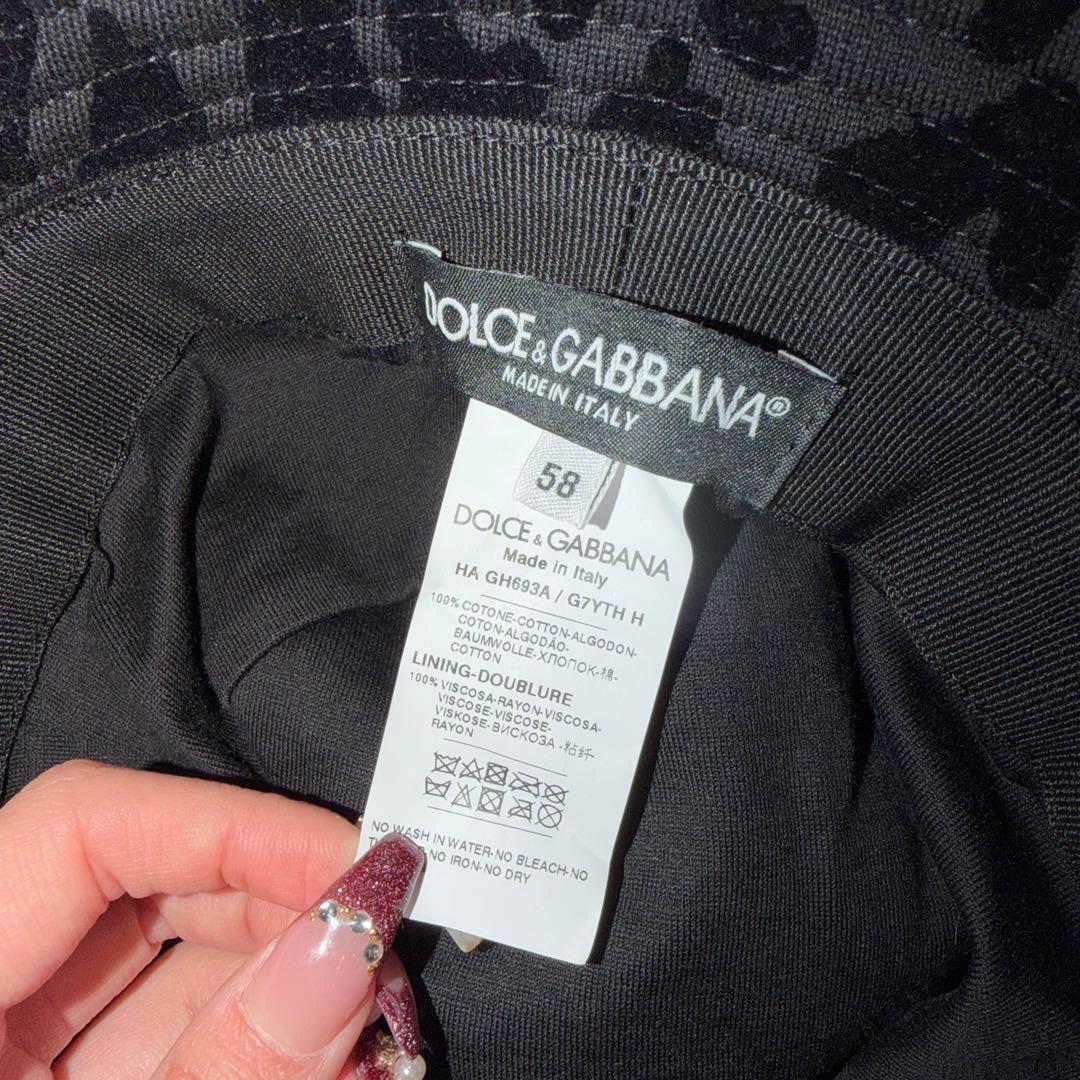 DOLCE & GABBANA®
MADE IN ITALY
58
DOLCE & GABBANA
Made in Italy
HA GH693A / G7YTH H
100% COTONE-COTTON-ALGODON-
COTON-ALGODÃO-
BAUMWOLLE-ХЛОПОК-棉-
COTTON
LINING-DOUBLURE
100% VISCOSA-RAYON-VISCOSA-
VISCOSE-VISCOSE-
VISKOSE-ВИСКОЗА-粘纤
RAYON
NO WASH IN WATER-NO BLEACH-NO
NO IRON-NO DRY